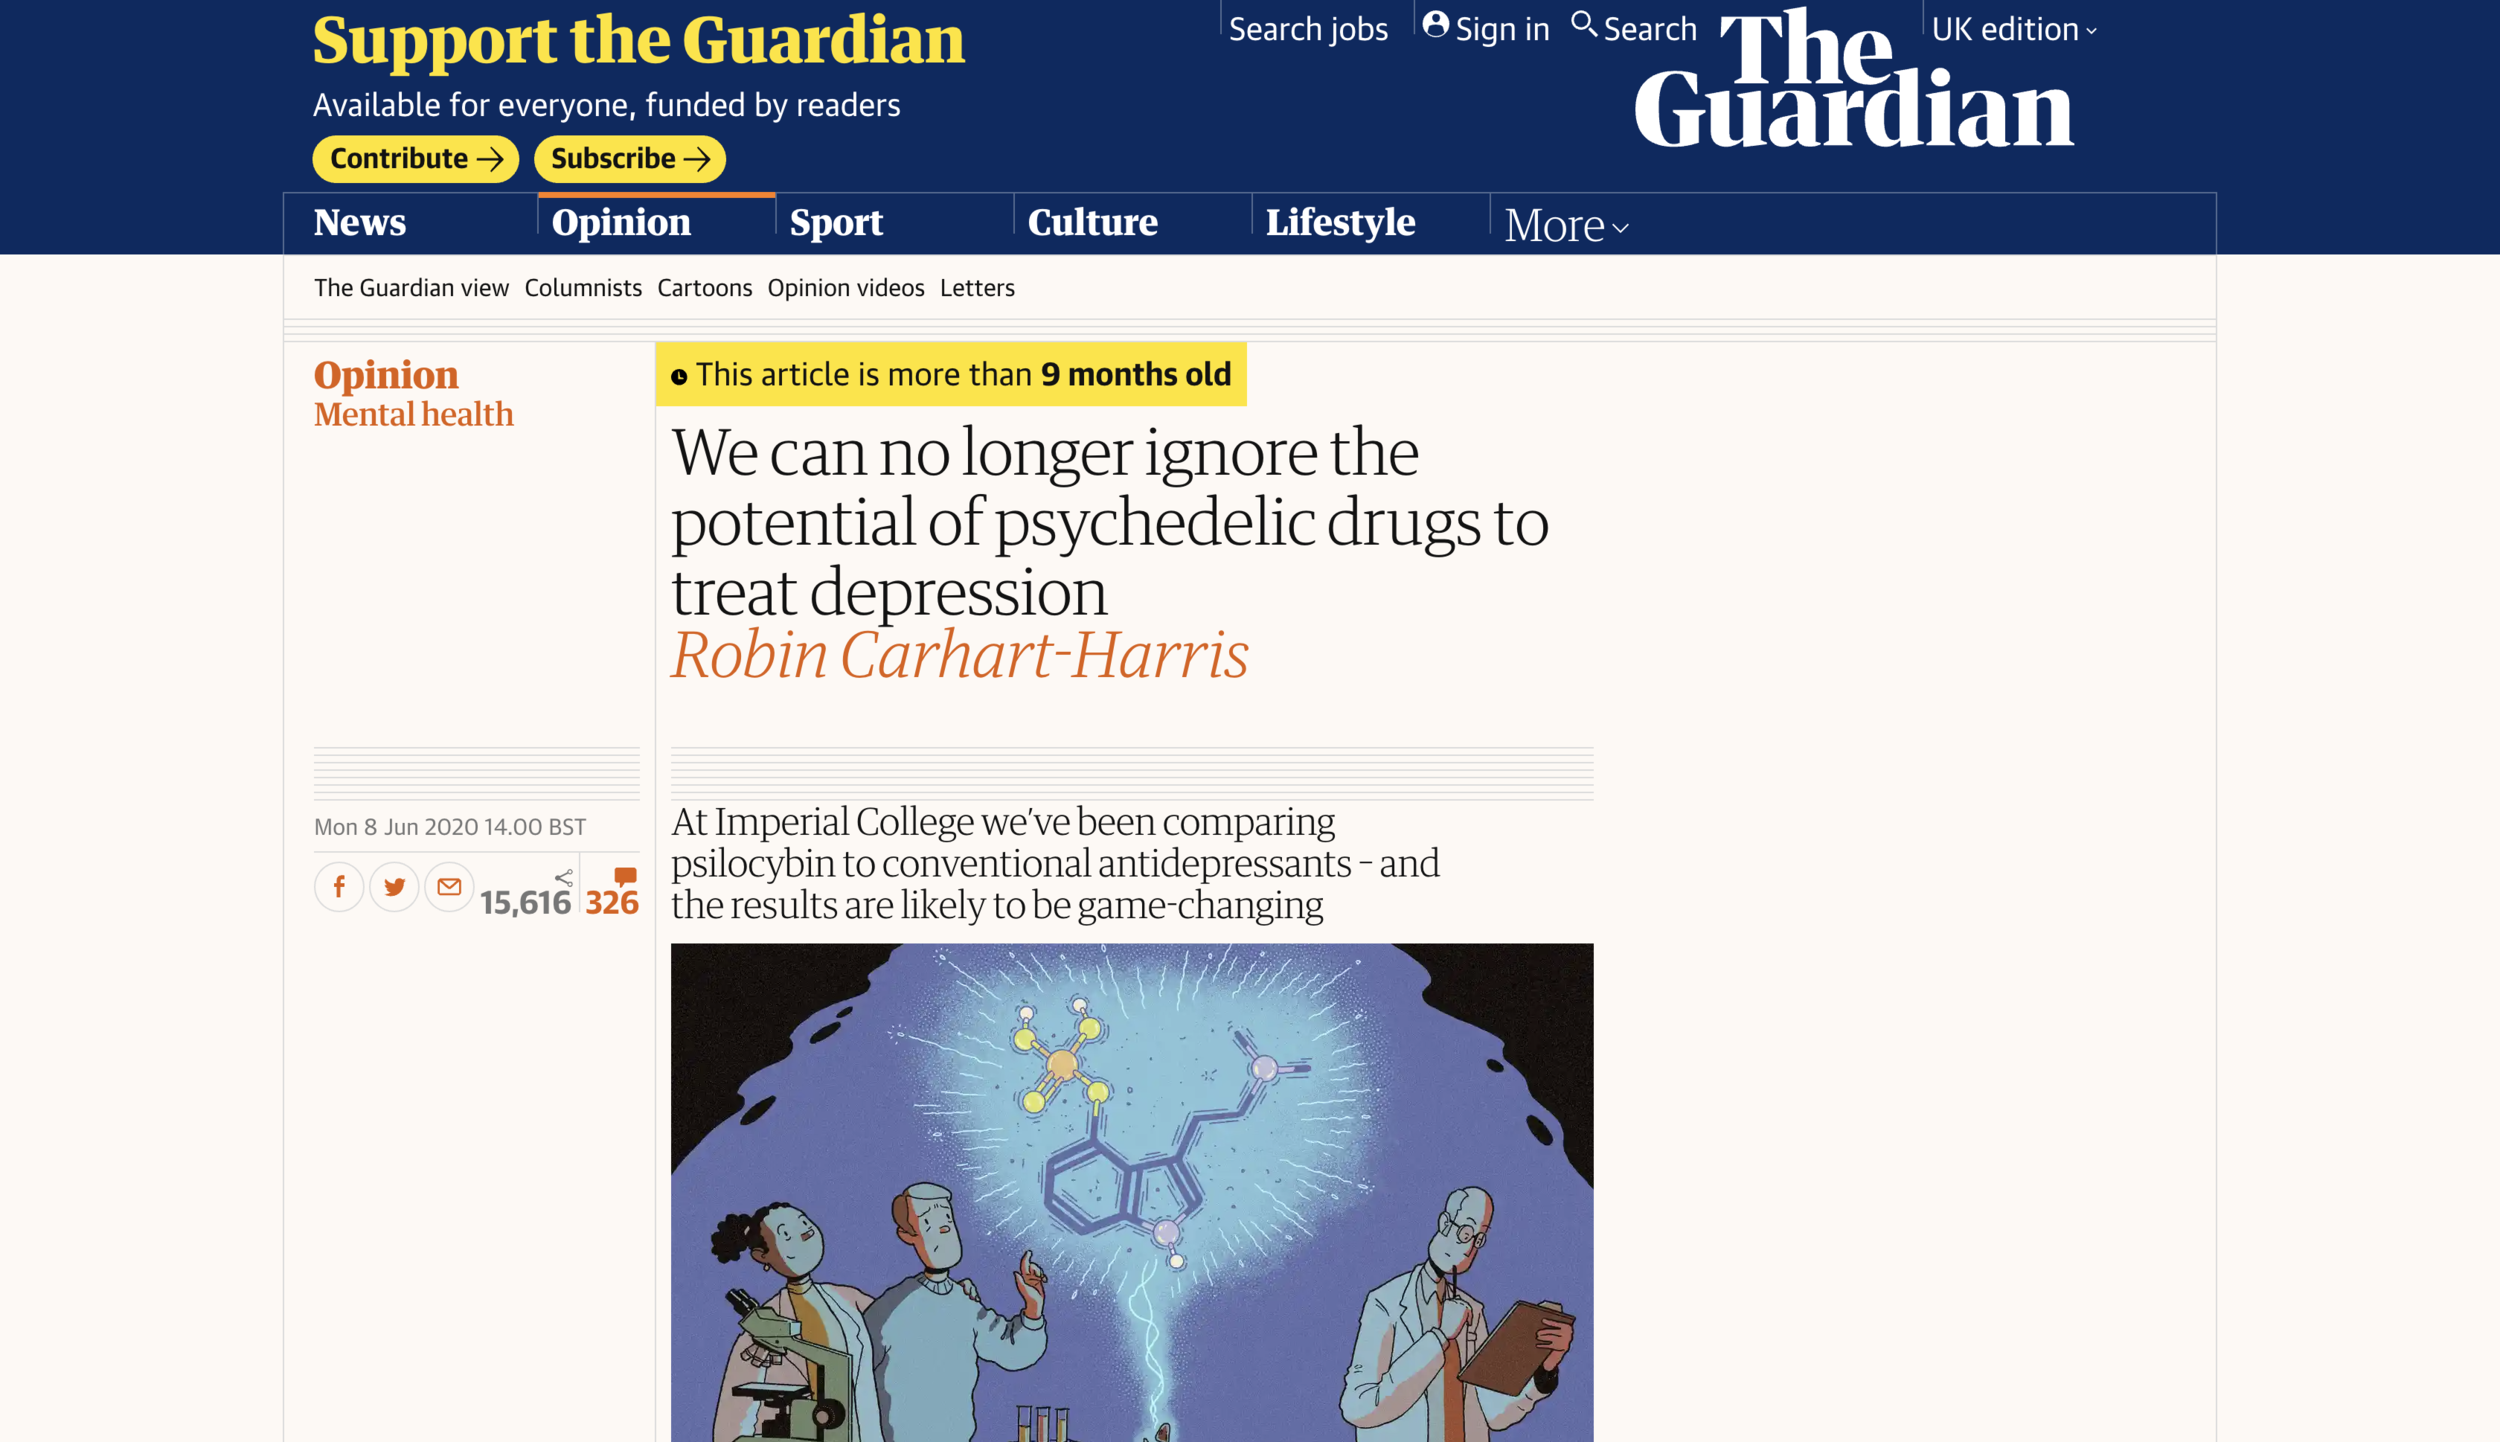 Support the Guardian
Available for everyone, funded by readers
Contribute
Subscribe
Search jobs
Sign in
Search
The Guardian
UK edition
News
Opinion
Sport
Culture
Lifestyle
More
The Guardian view
Columnists
Cartoons
Opinion videos
Letters
Opinion
Mental health
This article is more than 9 months old
We can no longer ignore the
potential of psychedelic drugs to
treat depression
Robin Carhart-Harris
Mon 8 Jun 2020 14.00 BST
15,616
326
At Imperial College we've been comparing
psilocybin to conventional antidepressants – and
the results are likely to be game-changing